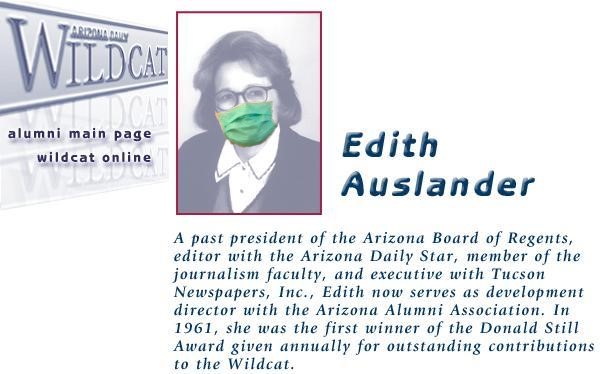 ARIZONA DAILY
WILDCAT
alumni main page
wildcat online
Edith
Auslander
A past president of the Arizona Board of Regents,
editor with the Arizona Daily Star, member of the
journalism faculty, and executive with Tucson
Newspapers, Inc., Edith now serves as development
director with the Arizona Alumni Association. In
1961, she was the first winner of the Donald Still
Award given annually for outstanding contributions
to the Wildcat.